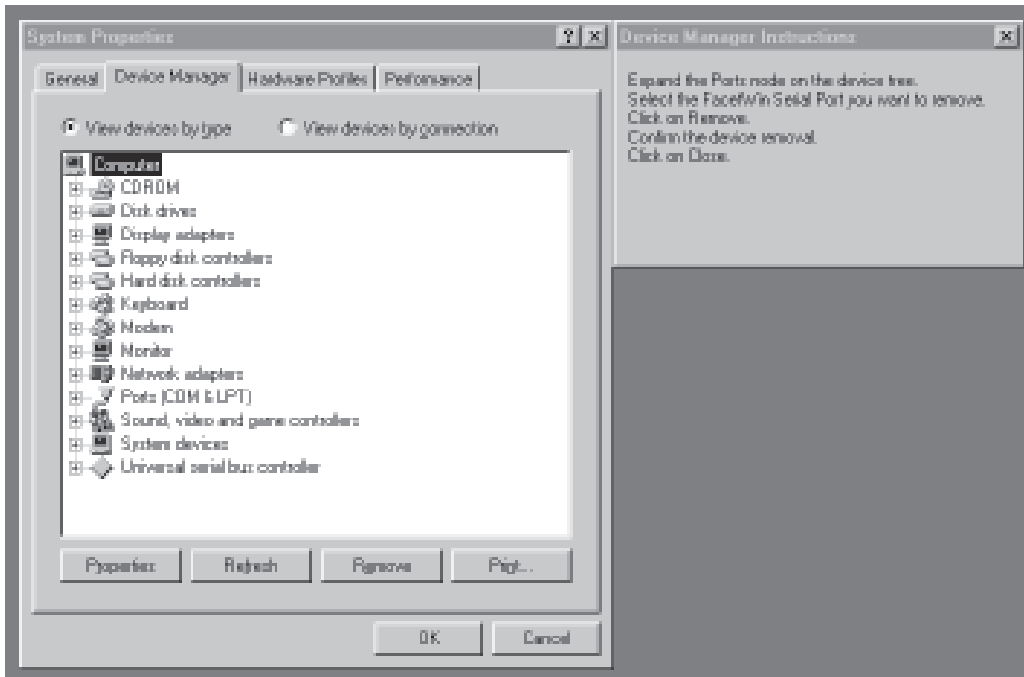 System Properties
General Device Manager Hardware Profiles Performance
View devices by type View devices by connection
Computer
CDROM
Disk drives
Display adapters
Floppy disk controllers
Hard disk controllers
Keyboard
Modem
Monitor
Network adapters
Ports (COM & LPT)
Sound, video and game controllers
System devices
Universal serial bus controller
Properties Refresh Remove Print...
OK Cancel
Device Manager Instructions
Expand the Ports node on the device tree.
Select the FacetWin Serial Port you want to remove.
Click on Remove.
Confirm the device removal.
Click on Close.